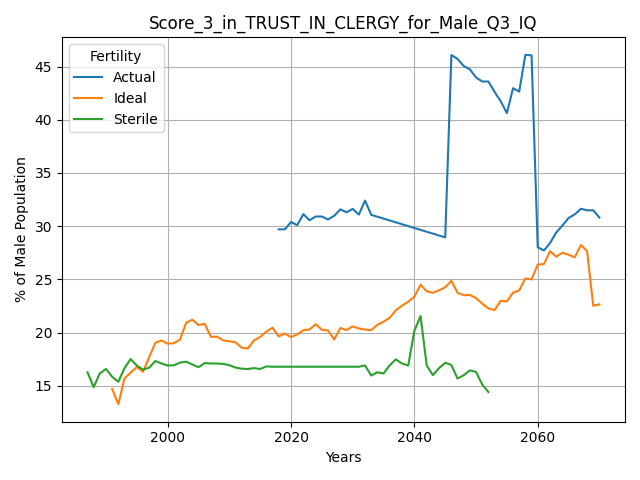 Score_3_in_TRUST_IN_CLERGY_for_Male_Q3_IQ
Fertility
Actual
Ideal
Sterile
% of Male Population
45
40
35
30
25
20
15
2000
2020
2040
2060
Years